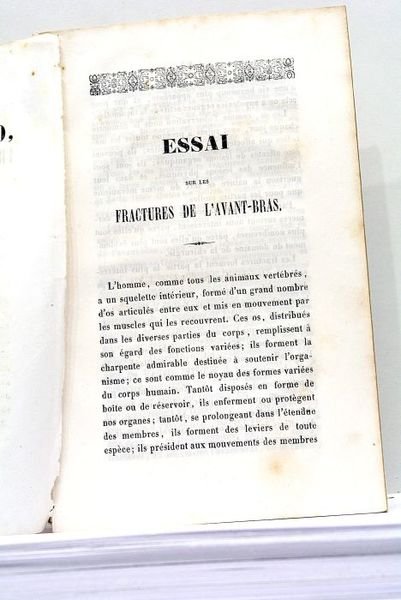 O,
ESSAI
SUR LES
FRACTURES DE L'AVANT-BRAS.
L'homme, comme tous les animaux vertébrés,
a un squelette intérieur, formé d'un grand nombre
d'os articulés entre eux et mis en mouvement par
les muscles qui les recouvrent. Ces os, distribués
dans les diverses parties du corps, remplissent à
son égard des fonctions variées; ils forment la
charpente admirable destinée à soutenir l'orga-
nisme; ce sont comme le noyau des formes variées
du corps humain. Tantôt disposés en forme de
boîte ou de réservoir, ils enferment ou protègent
nos organes; tantôt, se prolongeant dans l'étendue
des membres, ils forment des leviers de toute
espèce; ils président aux mouvements des membres